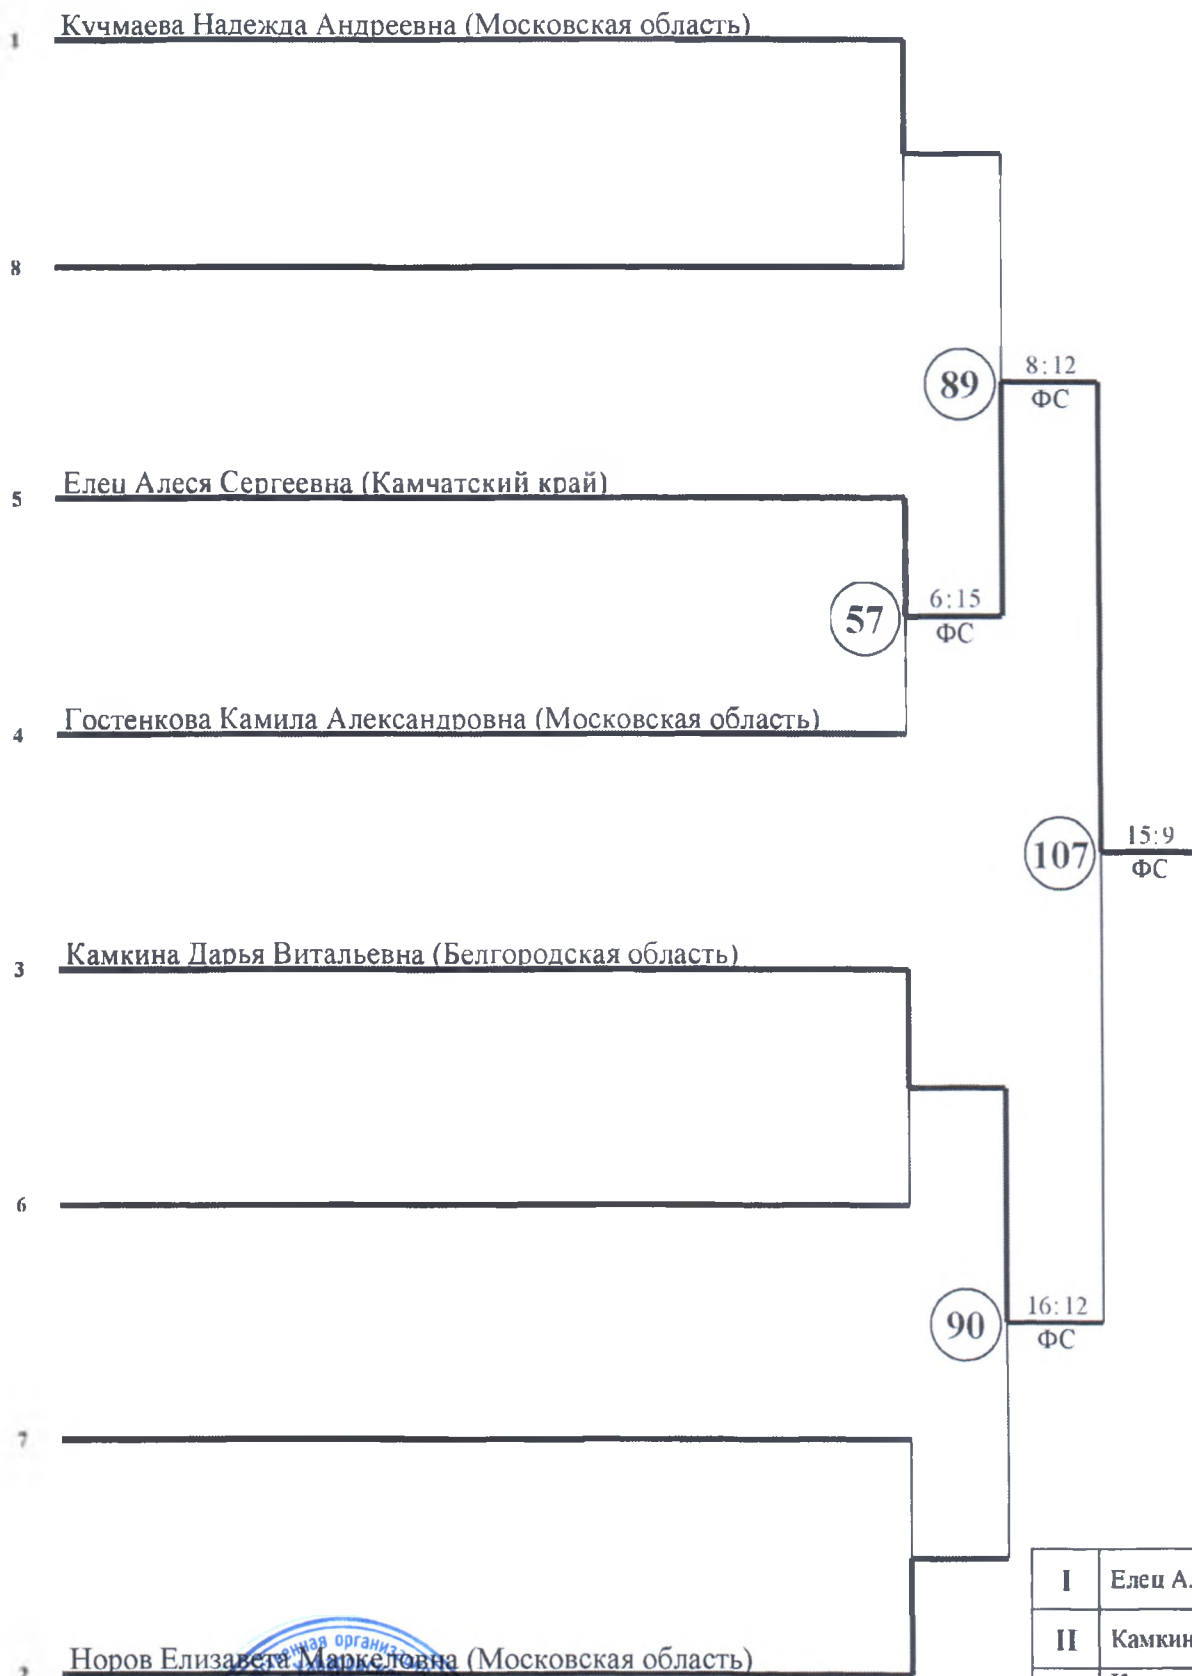 1 Кучмаева Надежда Андреевна (Московская область)
8
89 8:12
ФС
5 Елец Алеся Сергеевна (Камчатский край)
57 6:15
ФС
4 Гостенкова Камила Александровна (Московская область)
107 15:9
ФС
3 Камкина Дарья Витальевна (Белгородская область)
6
90 16:12
ФС
7
I Елец А.
II Камкин
2 Норов Елизавета Маркеловна (Московская область)